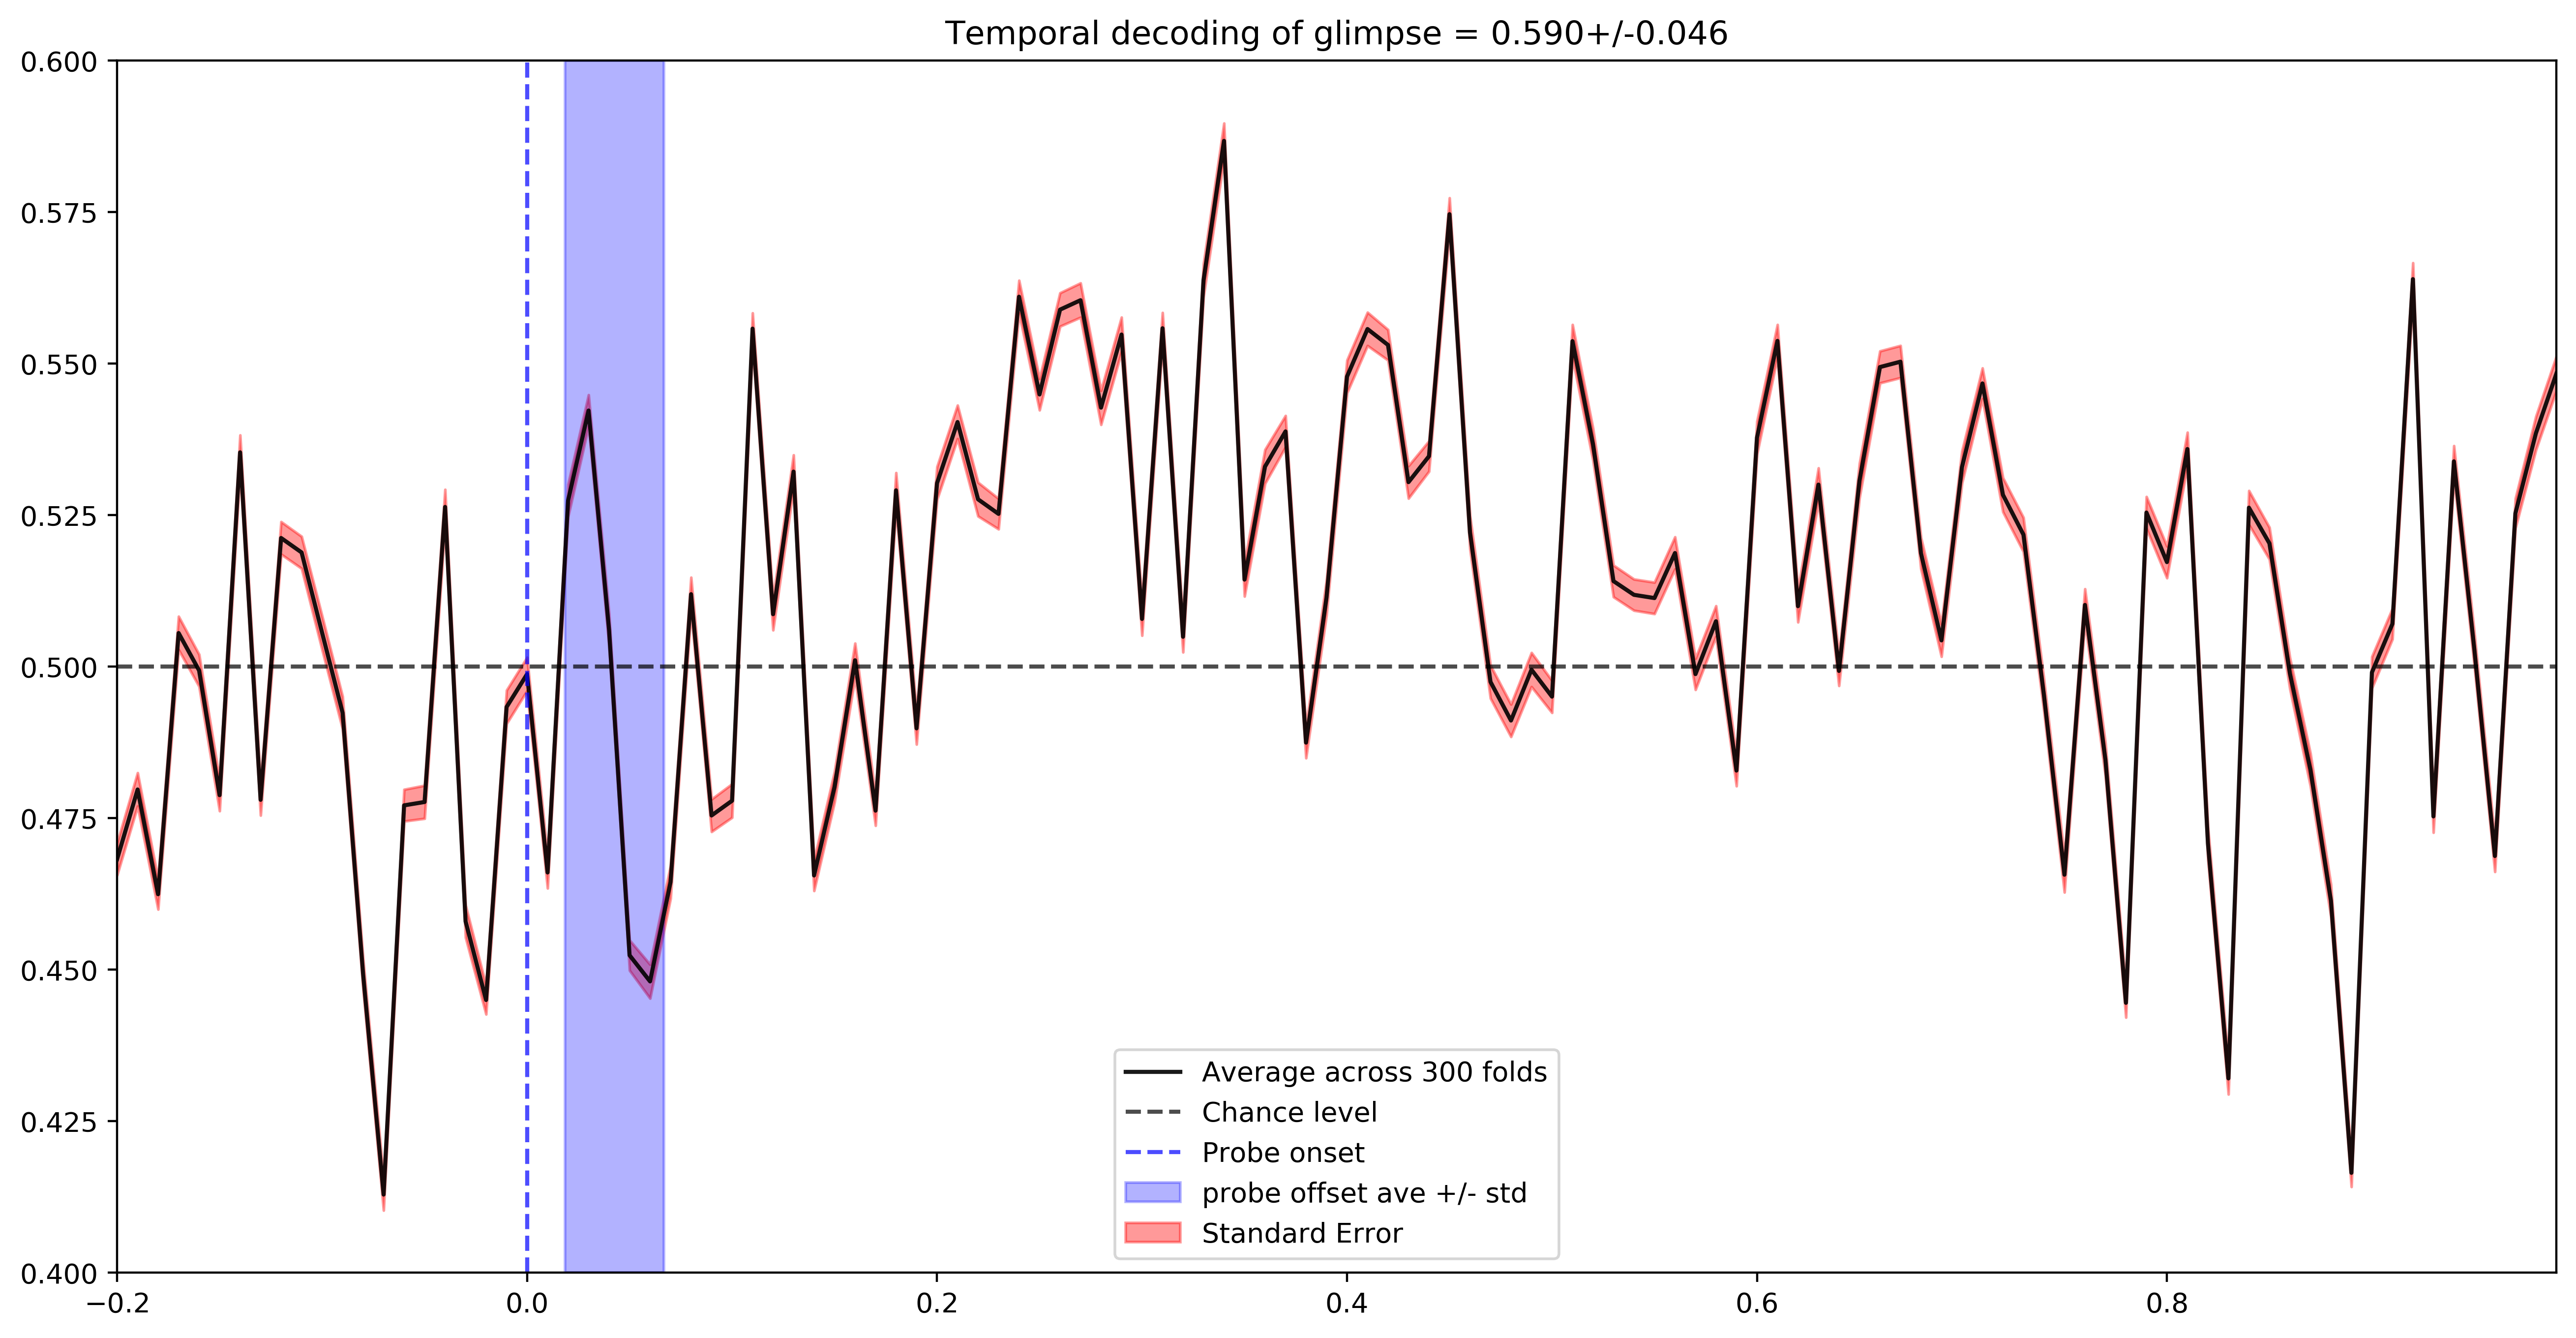 Temporal decoding of glimpse = 0.590+/-0.046
0.600
0.575
0.550
0.525
0.500
0.475
0.450
0.425
0.400
−0.2
0.0
0.2
0.4
0.6
0.8
Average across 300 folds
Chance level
Probe onset
probe offset ave +/- std
Standard Error